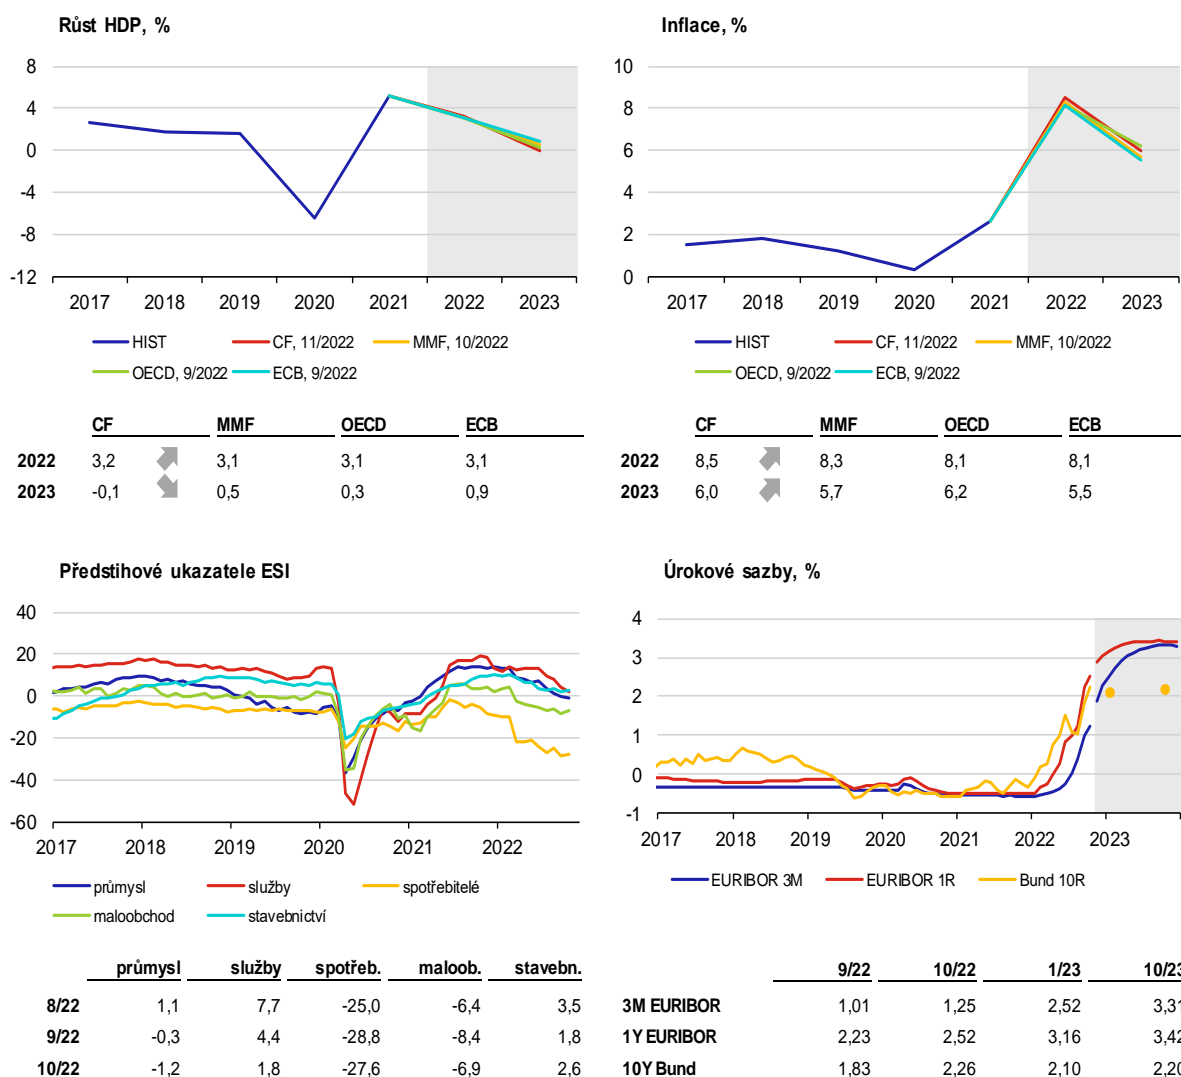 Růst HDP, %
8
4
0
-4
-8
-12
2017 2018 2019 2020 2021 2022 2023
HIST CF, 11/2022 MMF, 10/2022
OECD, 9/2022 ECB, 9/2022
CF MMF OECD ECB
2022 3,2 3,1 3,1 3,1
2023 -0,1 0,5 0,3 0,9
Inflace, %
10
8
6
4
2
0
2017 2018 2019 2020 2021 2022 2023
HIST CF, 11/2022 MMF, 10/2022
OECD, 9/2022 ECB, 9/2022
CF MMF OECD ECB
2022 8,5 8,3 8,1 8,1
2023 6,0 5,7 6,2 5,5
Předstihové ukazatele ESI
40
20
0
-20
-40
-60
2017 2018 2019 2020 2021 2022
průmysl služby spotřebitelé
maloobchod stavebnictví
průmysl služby spotřeb. maloob. stavebn.
8/22 1,1 7,7 -25,0 -6,4 3,5
9/22 -0,3 4,4 -28,8 -8,4 1,8
10/22 -1,2 1,8 -27,6 -6,9 2,6
Úrokové sazby, %
4
3
2
1
0
-1
2017 2018 2019 2020 2021 2022 2023
EURIBOR 3M EURIBOR 1R Bund 10R
9/22 10/22 1/23 10/23
3M EURIBOR 1,01 1,25 2,52 3,31
1Y EURIBOR 2,23 2,52 3,16 3,42
10Y Bund 1,83 2,26 2,10 2,20